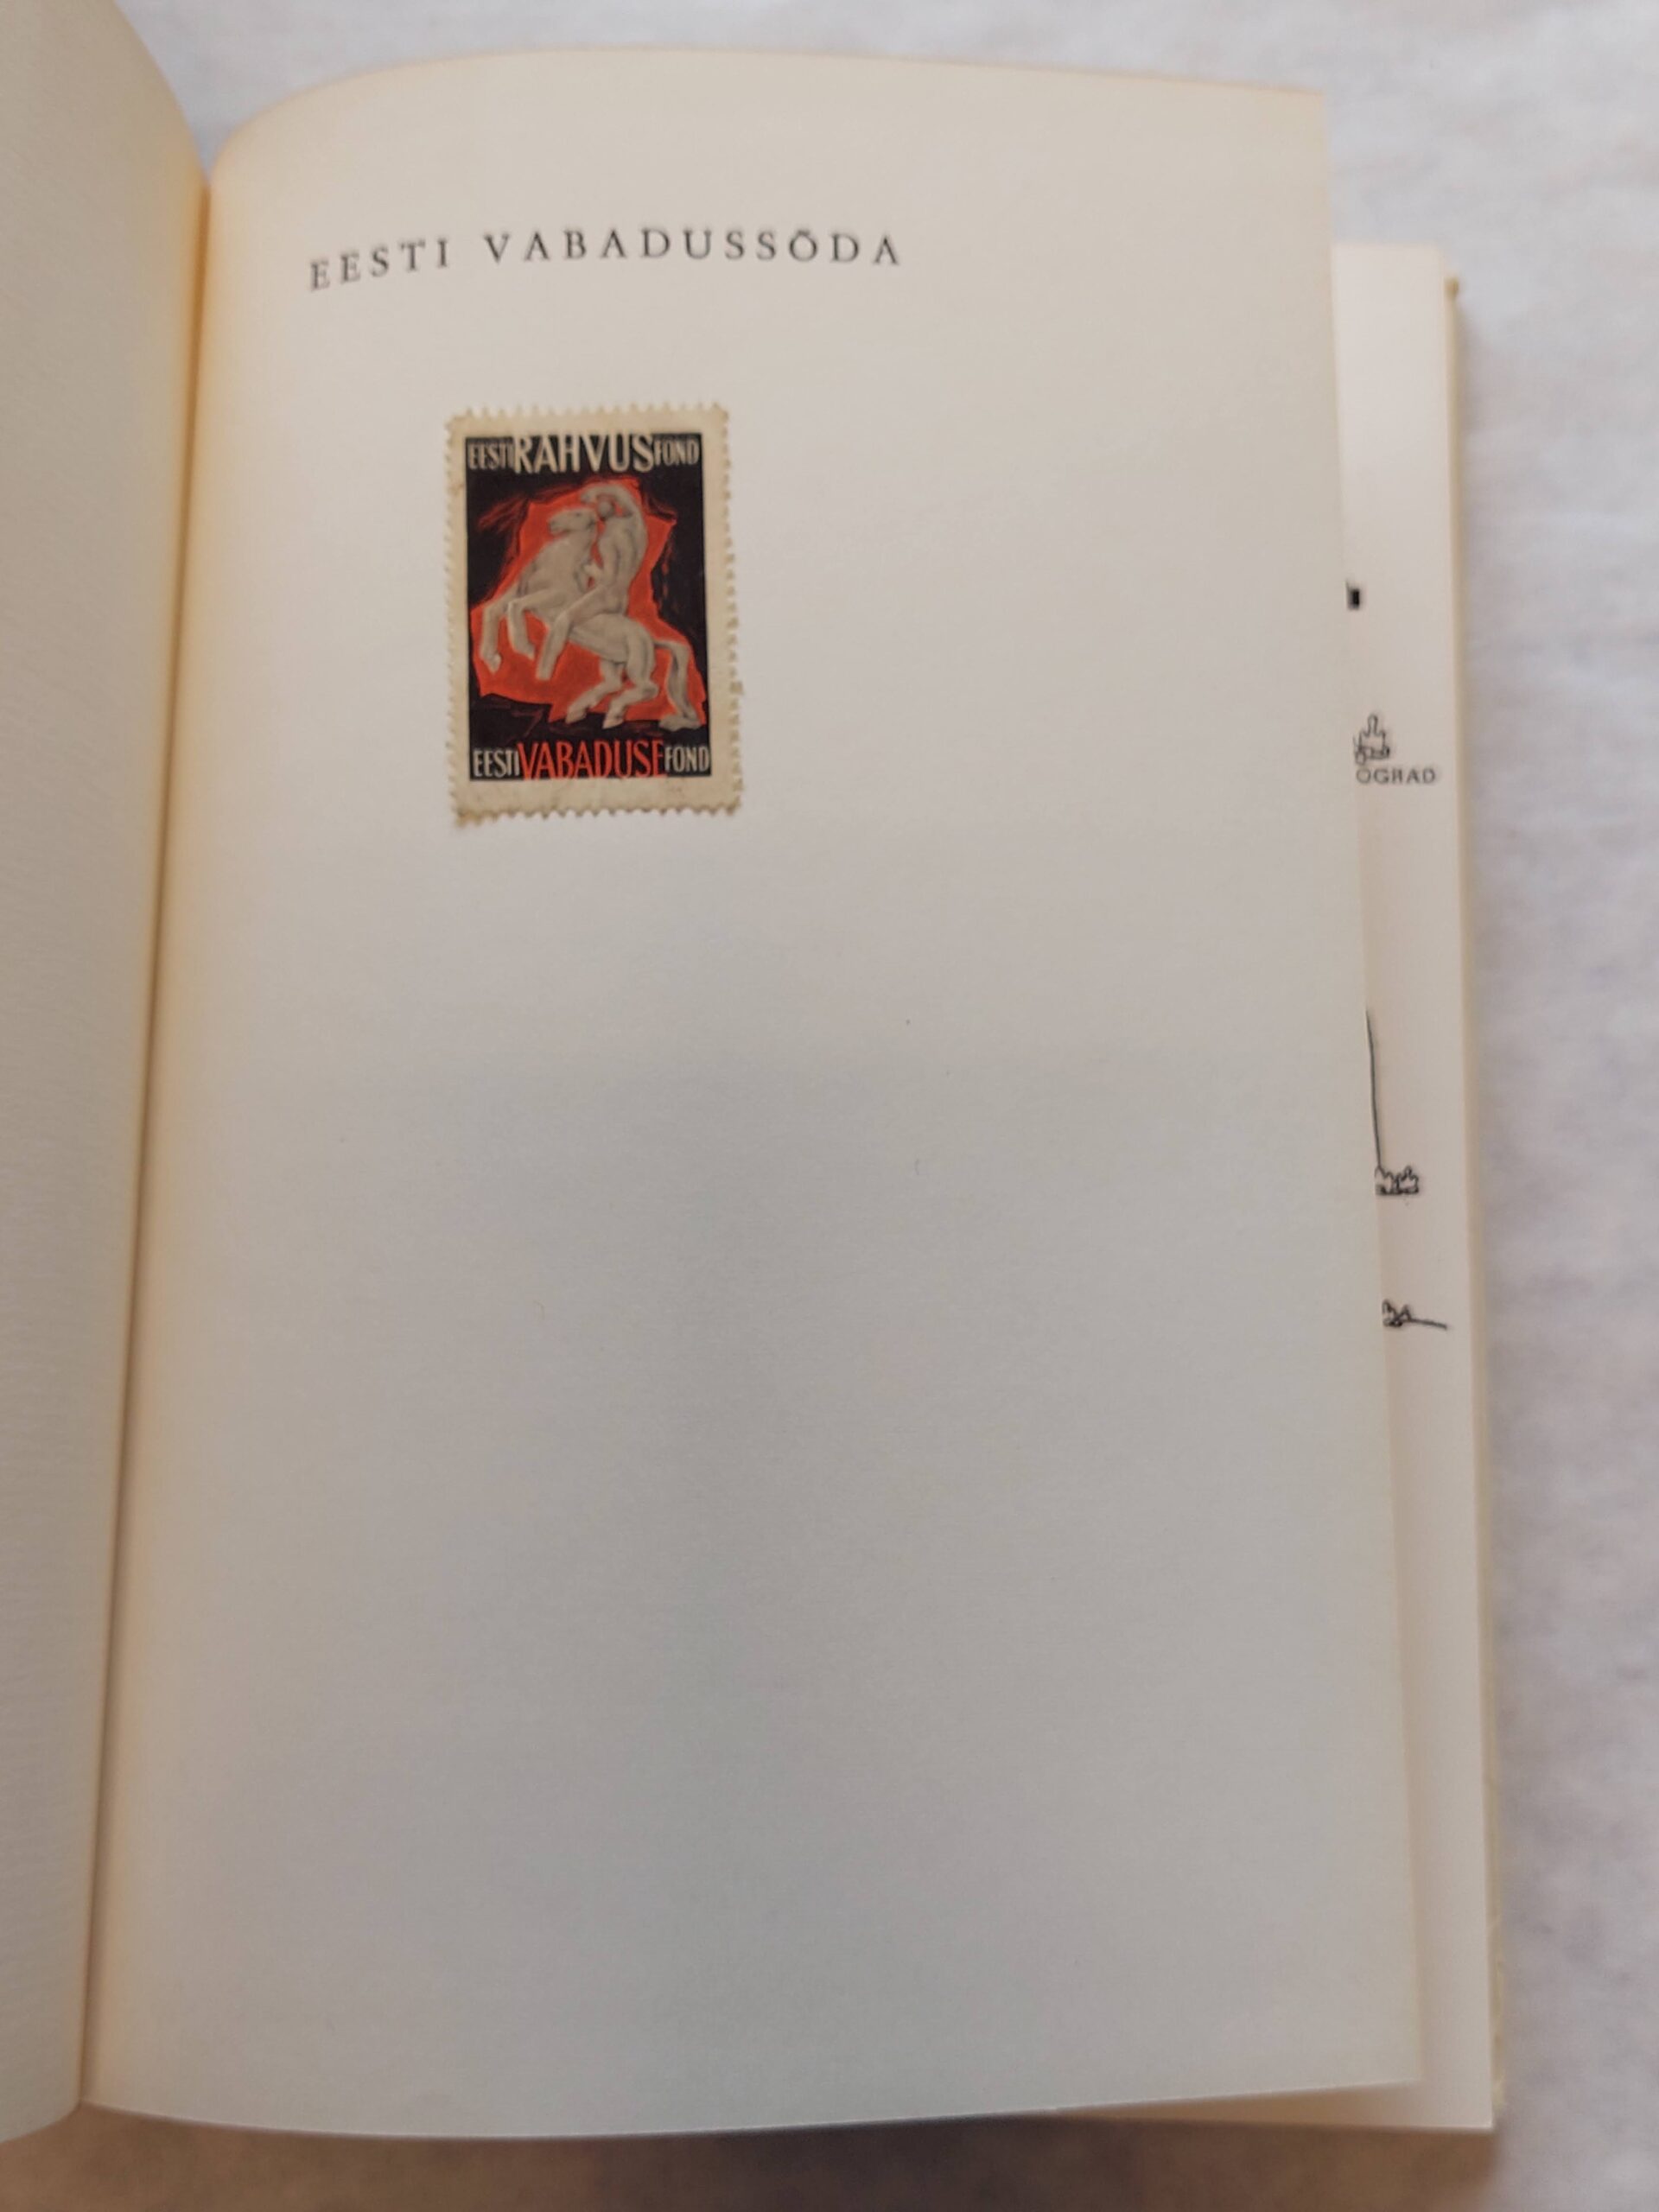 EESTI VABADUSSÕDA
EESTI RAHVUS FOND
EESTI VABADUSE FOND
OGRAD